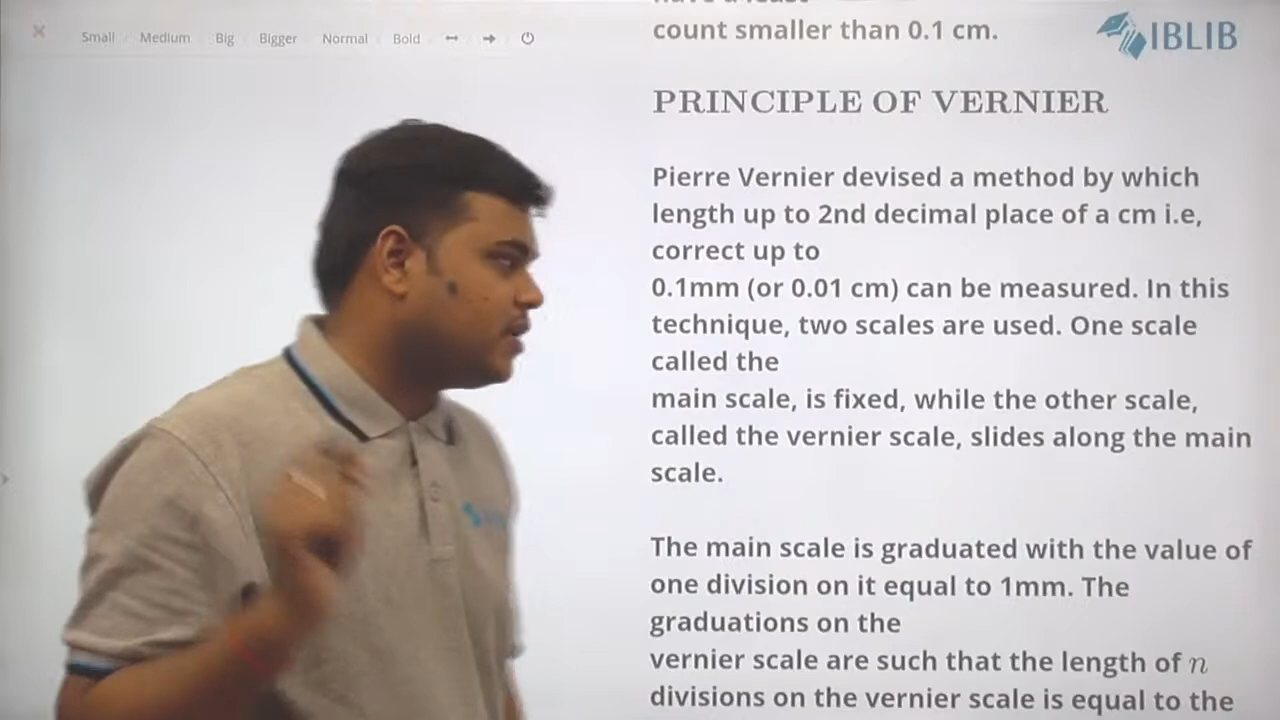 Small Medium Big Bigger Normal Bold
IBLIB
count smaller than 0.1 cm.
PRINCIPLE OF VERNIER
Pierre Vernier devised a method by which
length up to 2nd decimal place of a cm i.e,
correct up to
0.1mm (or 0.01 cm) can be measured. In this
technique, two scales are used. One scale
called the
main scale, is fixed, while the other scale,
called the vernier scale, slides along the main
scale.
The main scale is graduated with the value of
one division on it equal to 1mm. The
graduations on the
vernier scale are such that the length of n
divisions on the vernier scale is equal to the